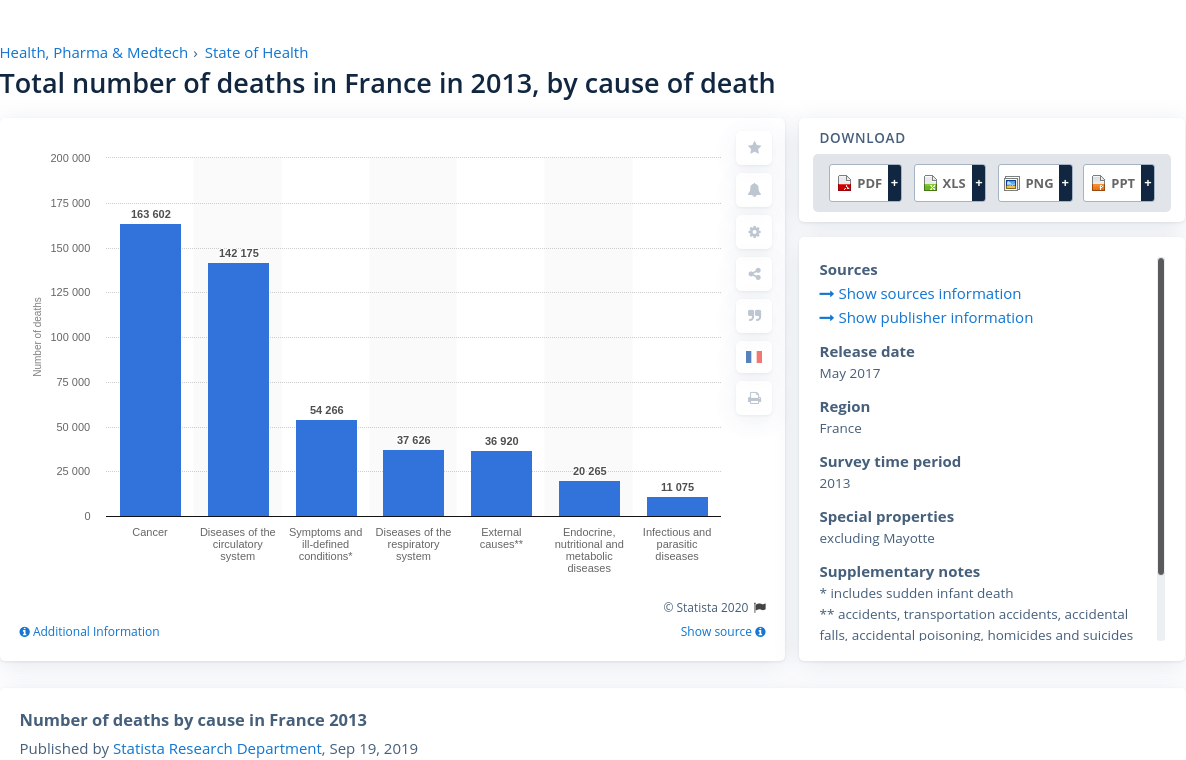 Health, Pharma & Medtech › State of Health
Total number of deaths in France in 2013, by cause of death
200 000
175 000
150 000
125 000
100 000
75 000
50 000
25 000
0
Number of deaths
163 602
142 175
54 266
37 626
36 920
20 265
11 075
Cancer
Diseases of the
circulatory
system
Symptoms and
ill-defined
conditions*
Diseases of the
respiratory
system
External
causes**
Endocrine,
nutritional and
metabolic
diseases
Infectious and
parasitic
diseases
© Statista 2020
Additional Information
Show source
DOWNLOAD
PDF +
XLS +
PNG +
PPT +
Sources
Show sources information
Show publisher information
Release date
May 2017
Region
France
Survey time period
2013
Special properties
excluding Mayotte
Supplementary notes
* includes sudden infant death
** accidents, transportation accidents, accidental
falls, accidental poisoning, homicides and suicides
Number of deaths by cause in France 2013
Published by Statista Research Department, Sep 19, 2019